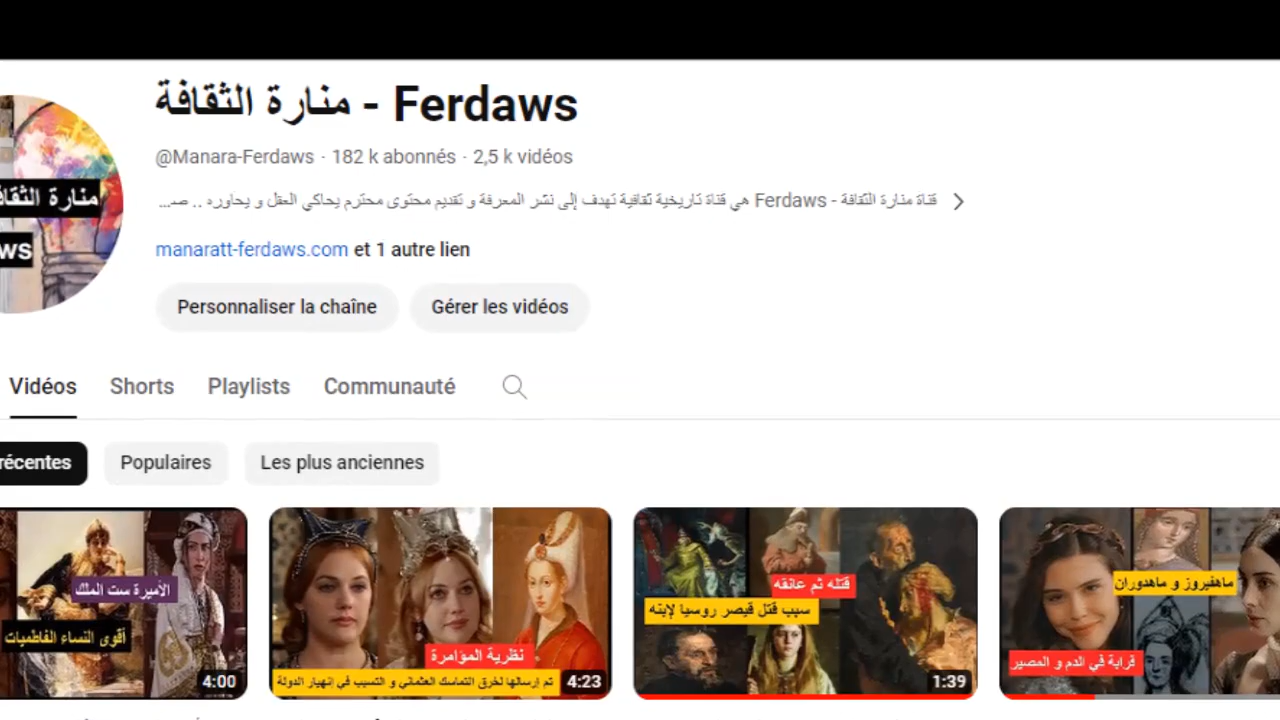 منارة الثقافة - Ferdaws
@Manara-Ferdaws · 182 k abonnés · 2,5 k vidéos
منارة الثقاف
ws
قناة منارة الثقافة - Ferdaws هي قناة تاريخية ثقافية تهدف إلى نشر المعرفة و تقديم محتوى محترم يحاكي العقل و يحاوره .. صـ...
manaratt-ferdaws.com et 1 autre lien
Personnaliser la chaîne
Gérer les vidéos
Vidéos
Shorts
Playlists
Communauté
récentes
Populaires
Les plus anciennes
الأميرة ست الملك
أقوى النساء الفاطميات
4:00
نظرية المؤامرة
تم إرسالها لخرق التماسك العثماني و التسبب في إنهيار الدولة
4:23
قتله ثم عانقه
سبب قتل قيصر روسيا لإبنه
1:39
ماهفيروز و ماهدوران
قرابة في الدم و المصير